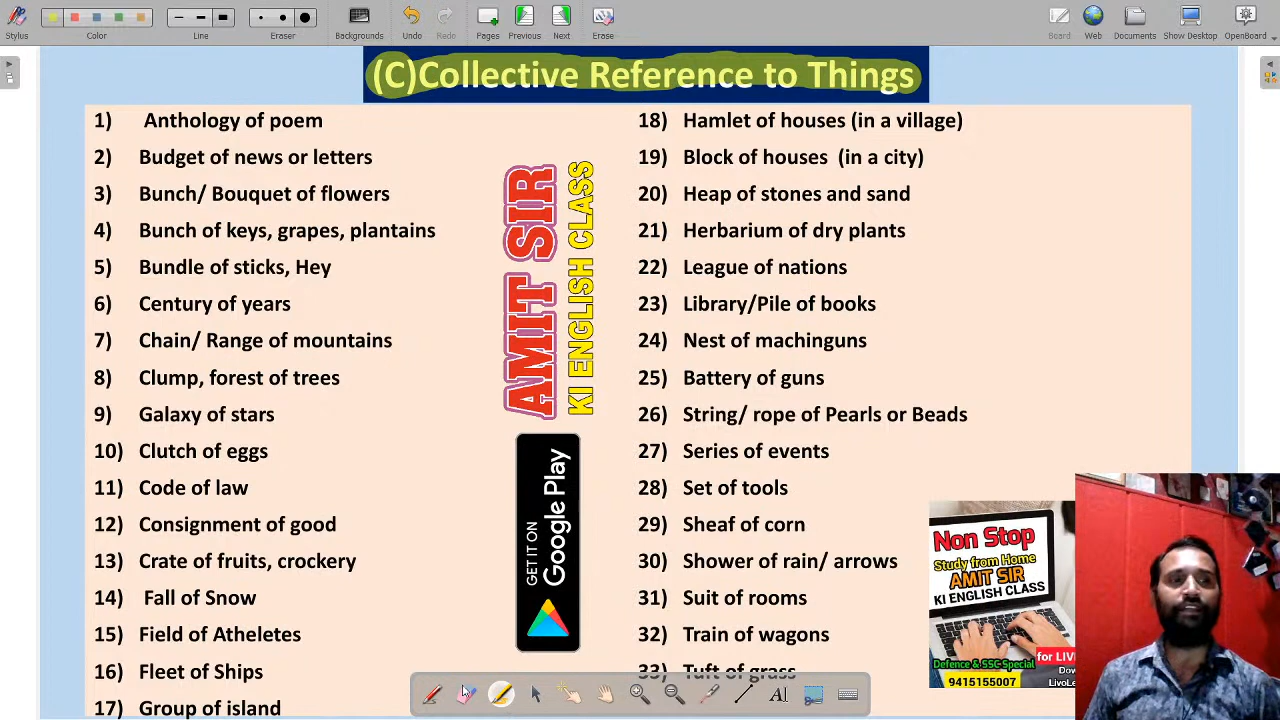 Stylus
Color
Line
Eraser
Backgrounds
Undo
Redo
Pages
Previous
Next
Erase
Board
Web
Documents
Show Desktop
OpenBoard
(C)Collective Reference to Things
1) Anthology of poem
2) Budget of news or letters
3) Bunch/ Bouquet of flowers
4) Bunch of keys, grapes, plantains
5) Bundle of sticks, Hey
6) Century of years
7) Chain/ Range of mountains
8) Clump, forest of trees
9) Galaxy of stars
10) Clutch of eggs
11) Code of law
12) Consignment of good
13) Crate of fruits, crockery
14) Fall of Snow
15) Field of Atheletes
16) Fleet of Ships
17) Group of island
AMIT SIR
KI ENGLISH CLASS
GET IT ON
Google Play
18) Hamlet of houses (in a village)
19) Block of houses (in a city)
20) Heap of stones and sand
21) Herbarium of dry plants
22) League of nations
23) Library/Pile of books
24) Nest of machinguns
25) Battery of guns
26) String/ rope of Pearls or Beads
27) Series of events
28) Set of tools
29) Sheaf of corn
30) Shower of rain/ arrows
31) Suit of rooms
32) Train of wagons
33) Tuft of grass
Non Stop
Study from Home
AMIT SIR
KI ENGLISH CLASS
for LIV
Defence & SSC Special
Dow
9415155007
LivoLe
AI